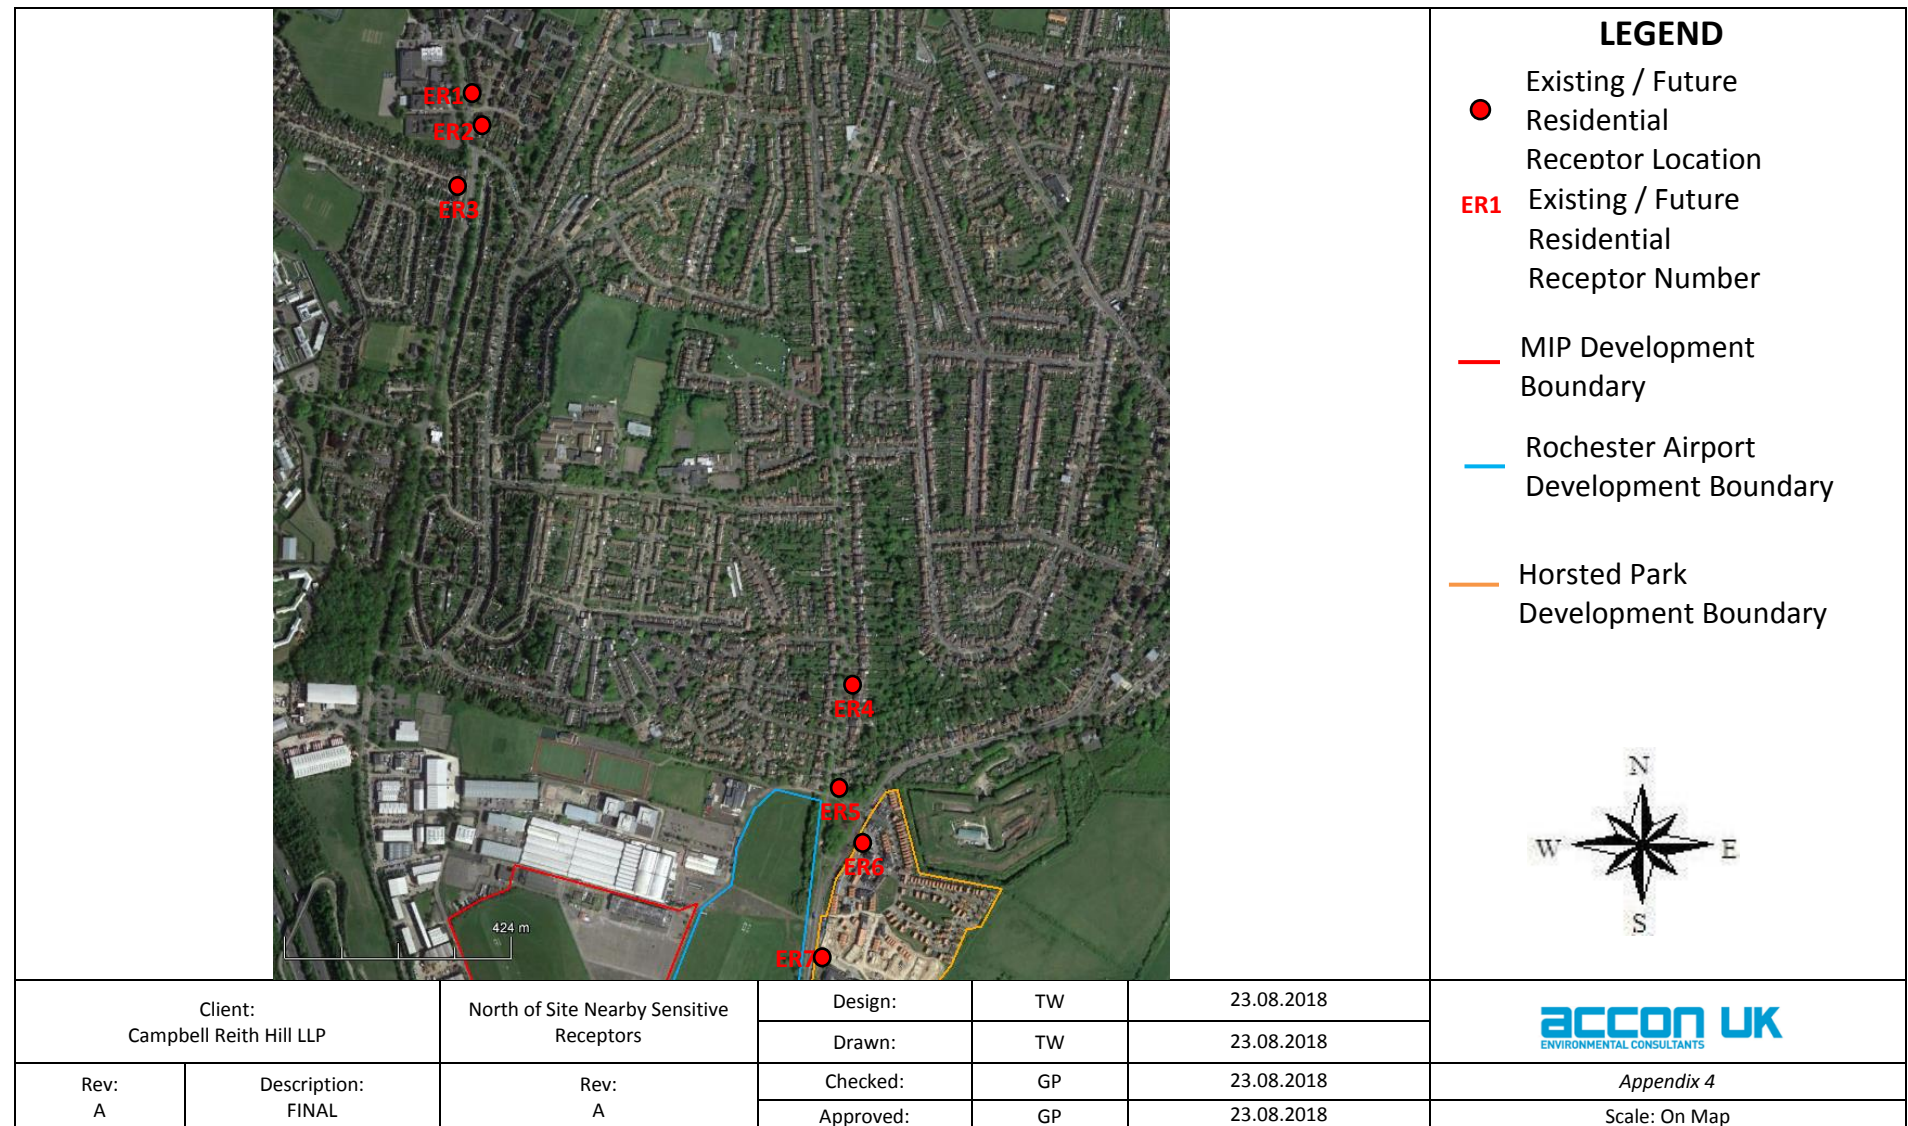 ER1
ER2
ER3
ER4
ER5
ER6
ER7
424 m
LEGEND
Existing / Future
Residential
Receptor Location
ER1
Existing / Future
Residential
Receptor Number
MIP Development
Boundary
Rochester Airport
Development Boundary
Horsted Park
Development Boundary
N
W
E
S
Client:
Campbell Reith Hill LLP
North of Site Nearby Sensitive
Receptors
Design:
TW
23.08.2018
Drawn:
TW
23.08.2018
accon UK
ENVIRONMENTAL CONSULTANTS
Rev:
A
Description:
FINAL
Rev:
A
Checked:
GP
23.08.2018
Appendix 4
Approved:
GP
23.08.2018
Scale: On Map